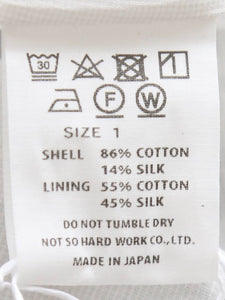 30
1
F W
SIZE 1
SHELL 86% COTTON
14% SILK
LINING 55% COTTON
45% SILK
DO NOT TUMBLE DRY
NOT SO HARD WORK CO., LTD.
MADE IN JAPAN